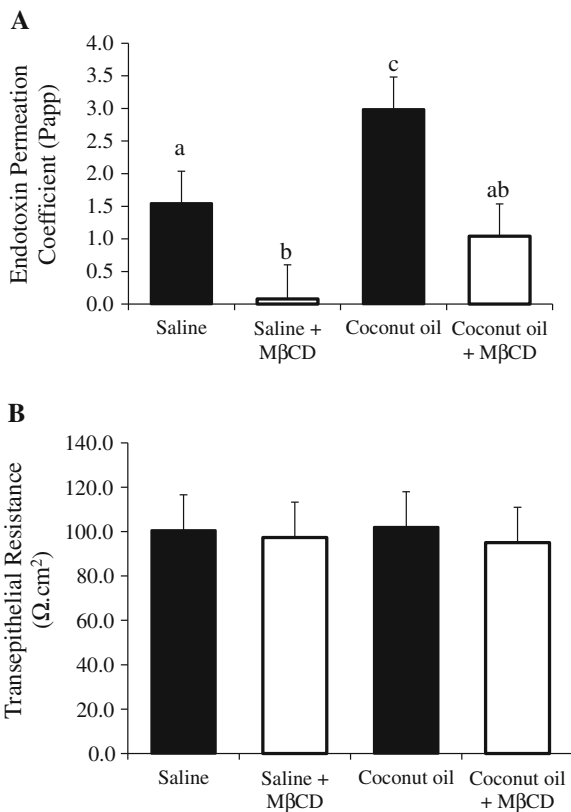 A
Endotoxin Permeation
Coefficient (Papp)
4.0
3.5
3.0
2.5
2.0
1.5
1.0
0.5
0.0
a
b
c
ab
Saline
Saline +
MβCD
Coconut oil
Coconut oil
+ MβCD
B
Transepithelial Resistance
(Ω.cm²)
140.0
120.0
100.0
80.0
60.0
40.0
20.0
0.0
Saline
Saline +
MβCD
Coconut oil
Coconut oil
+ MβCD